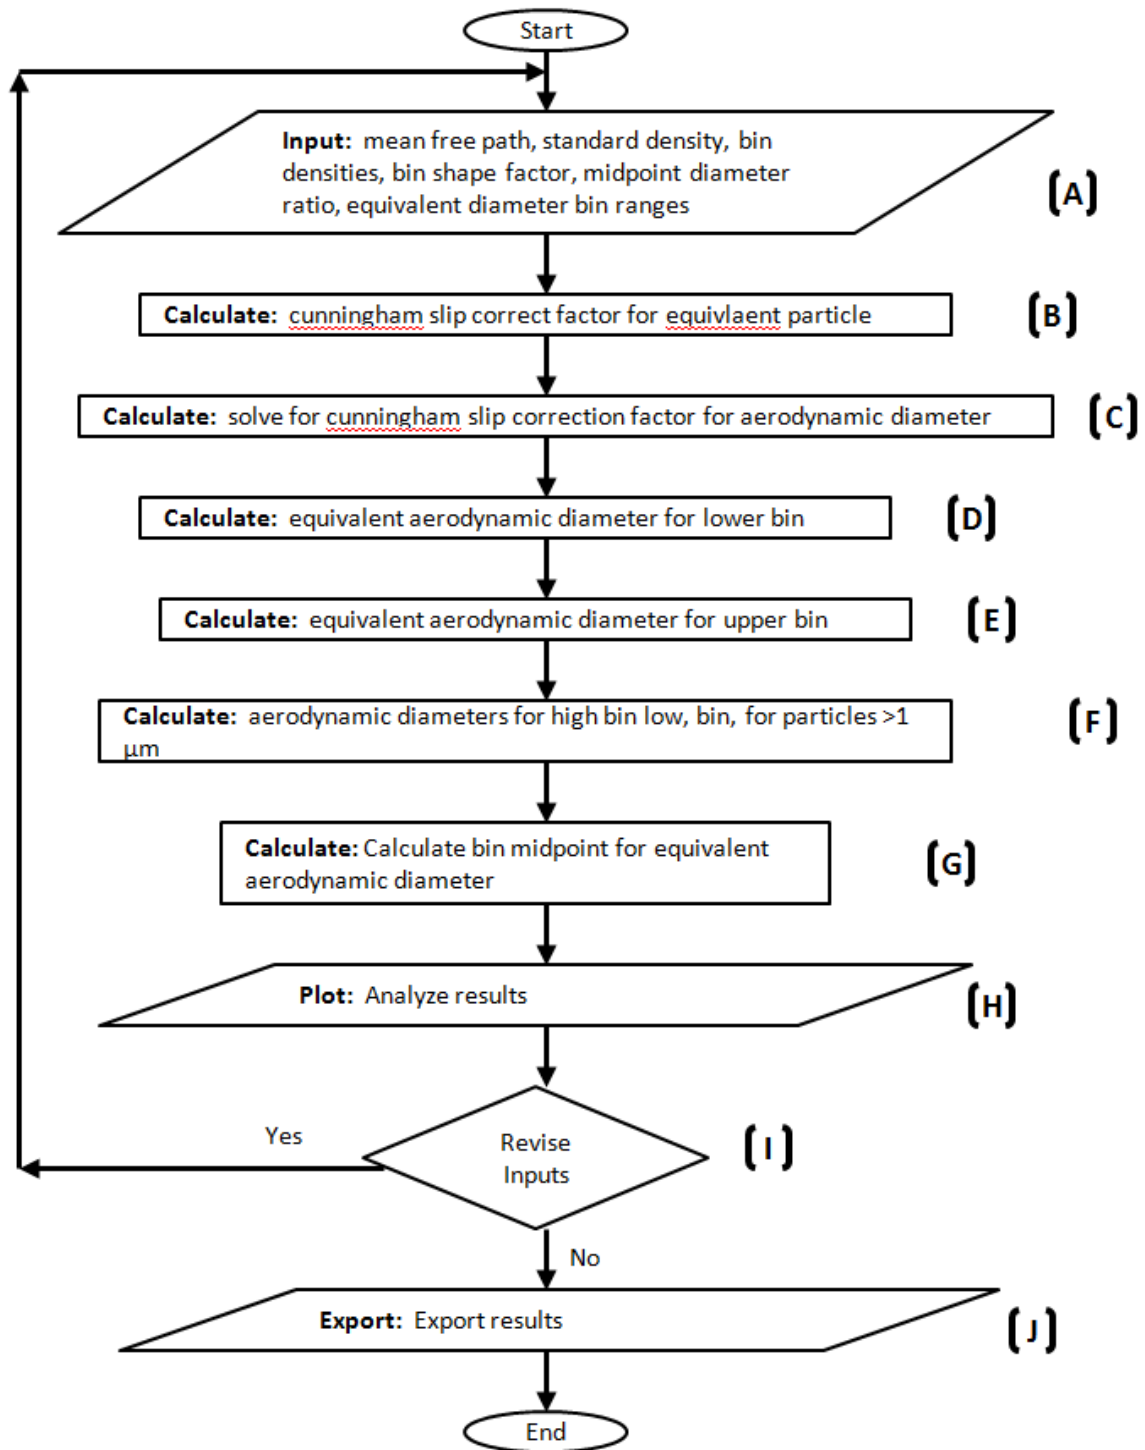 Start
Input: mean free path, standard density, bin
densities, bin shape factor, midpoint diameter
ratio, equivalent diameter bin ranges
(A)
Calculate: cunningham slip correct factor for equivlaent particle
(B)
Calculate: solve for cunningham slip correction factor for aerodynamic diameter
(C)
Calculate: equivalent aerodynamic diameter for lower bin
(D)
Calculate: equivalent aerodynamic diameter for upper bin
(E)
Calculate: aerodynamic diameters for high bin low, bin, for particles >1
μm
(F)
Calculate: Calculate bin midpoint for equivalent
aerodynamic diameter
(G)
Plot: Analyze results
(H)
Yes
Revise
Inputs
(I)
No
Export: Export results
(J)
End